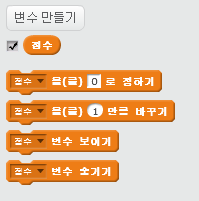 변수 만들기
점수
점수 을(를) 0 로 정하기
점수 을(를) 1 만큼 바꾸기
점수 변수 보이기
점수 변수 숨기기